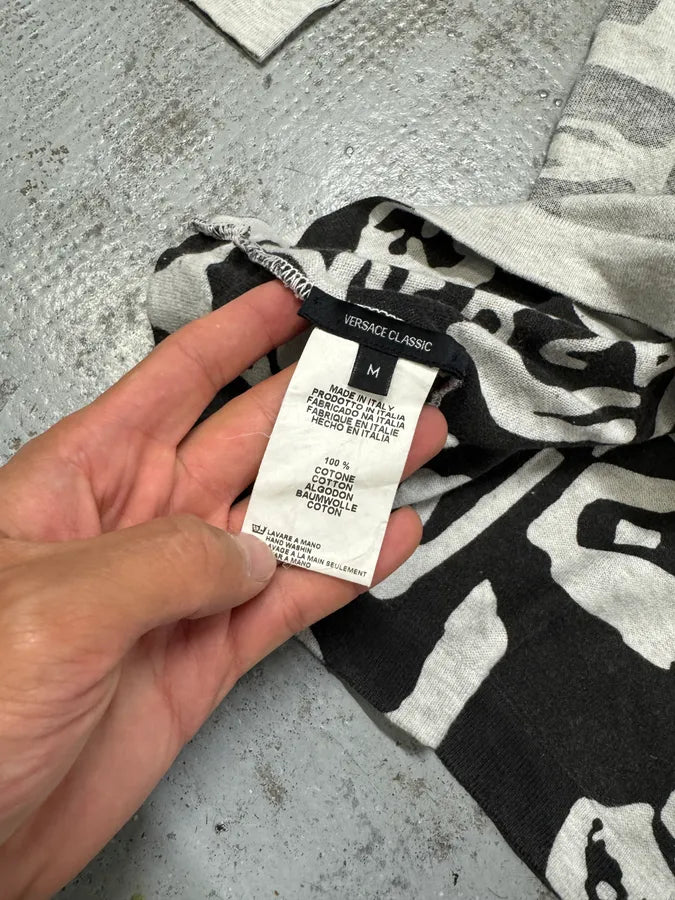 VERSACE CLASSIC
M
MADE IN ITALY
PRODOTTO IN ITALIA
FABRICADO NA ITALIA
FABRIQUE EN ITALIE
HECHO EN ITALIA
100 %
COTONE
COTTON
ALGODON
BAUMWOLLE
COTON
LAVARE A MANO
HAND WASHIN
A LA MAIN SEULEMENT
A MANO